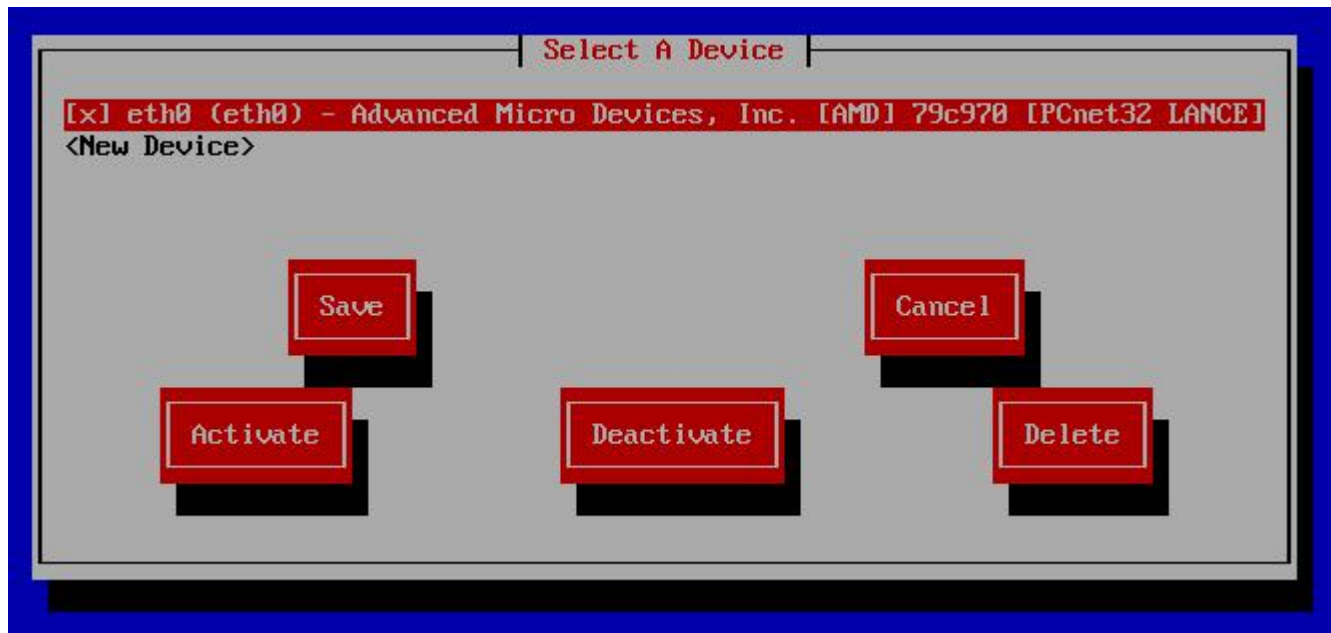 Select A Device
[x] eth0 (eth0) - Advanced Micro Devices, Inc. [AMD] 79c970 [PCnet32 LANCE]
<New Device>
Save
Cancel
Activate
Deactivate
Delete